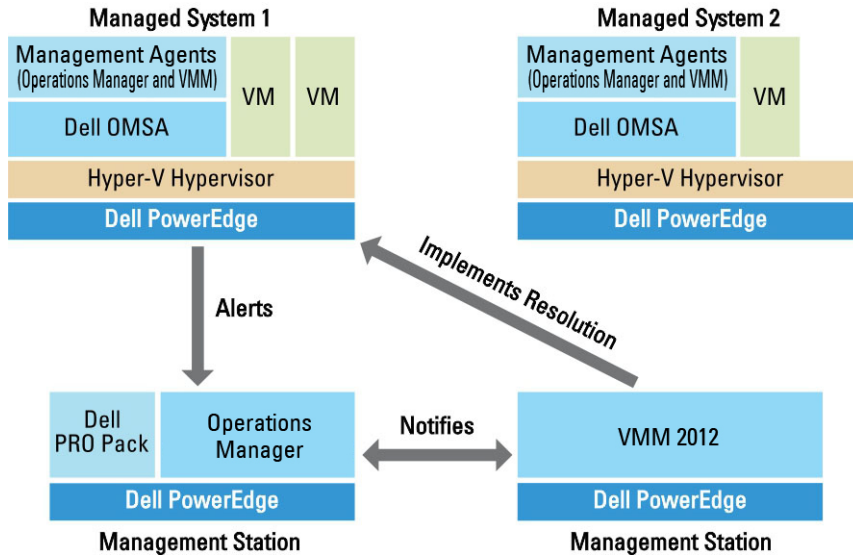 Managed System 1
Management Agents
(Operations Manager and VMM)
Dell OMSA
VM
VM
Hyper-V Hypervisor
Dell PowerEdge
Managed System 2
Management Agents
(Operations Manager and VMM)
Dell OMSA
VM
Hyper-V Hypervisor
Dell PowerEdge
Alerts
Implements Resolution
Dell
PRO Pack
Operations
Manager
Dell PowerEdge
Management Station
Notifies
VMM 2012
Dell PowerEdge
Management Station